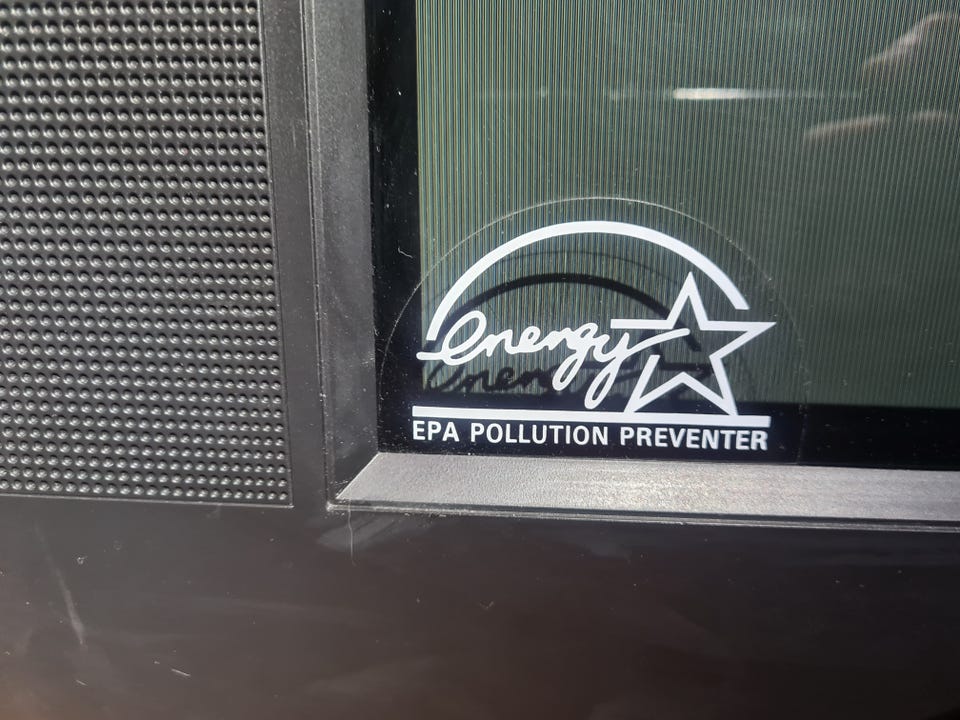 energy
EPA POLLUTION PREVENTER